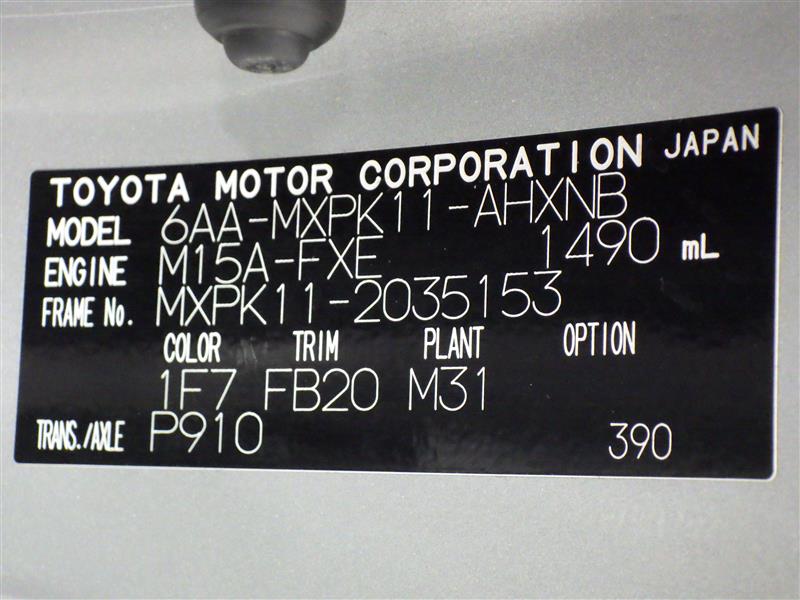 TOYOTA MOTOR CORPORATION JAPAN
MODEL 6AA-MXPK11-AHXNB
ENGINE M15A-FXE 1490 mL
FRAME No. MXPK11-2035153
COLOR TRIM PLANT OPTION
1F7 FB20 M31
TRANS./AXLE P910 390